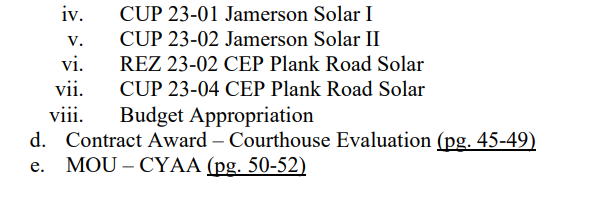 iv. CUP 23-01 Jamerson Solar I
v. CUP 23-02 Jamerson Solar II
vi. REZ 23-02 CEP Plank Road Solar
vii. CUP 23-04 CEP Plank Road Solar
viii. Budget Appropriation
d. Contract Award – Courthouse Evaluation (pg. 45-49)
e. MOU – CYAA (pg. 50-52)